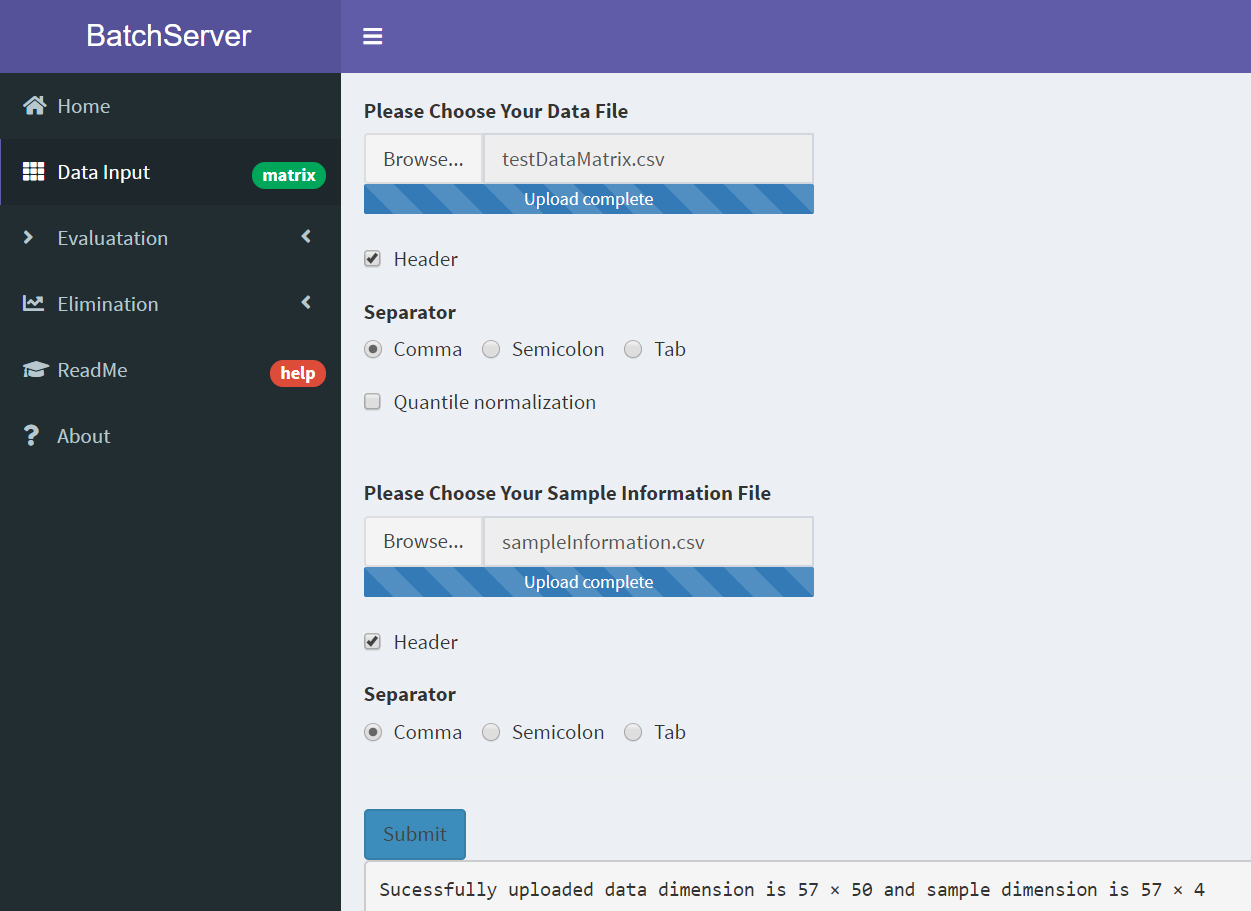 BatchServer
Home
Data Input
matrix
Evaluatation
Elimination
ReadMe
help
About
Please Choose Your Data File
Browse... testDataMatrix.csv
Upload complete
Header
Separator
Comma Semicolon Tab
Quantile normalization
Please Choose Your Sample Information File
Browse... sampleInformation.csv
Upload complete
Header
Separator
Comma Semicolon Tab
Submit
Sucessfully uploaded data dimension is 57 × 50 and sample dimension is 57 × 4